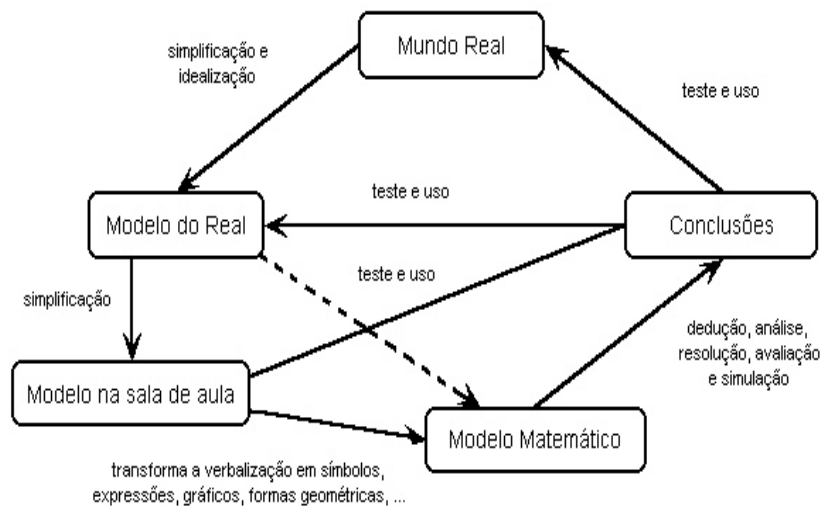 Mundo Real
simplificação e
idealização
teste e uso
teste e uso
Modelo do Real
Conclusões
teste e uso
simplificação
dedução, análise,
resolução, avaliação
e simulação
Modelo na sala de aula
Modelo Matemático
transforma a verbalização em símbolos,
expressões, gráficos, formas geométricas, ...